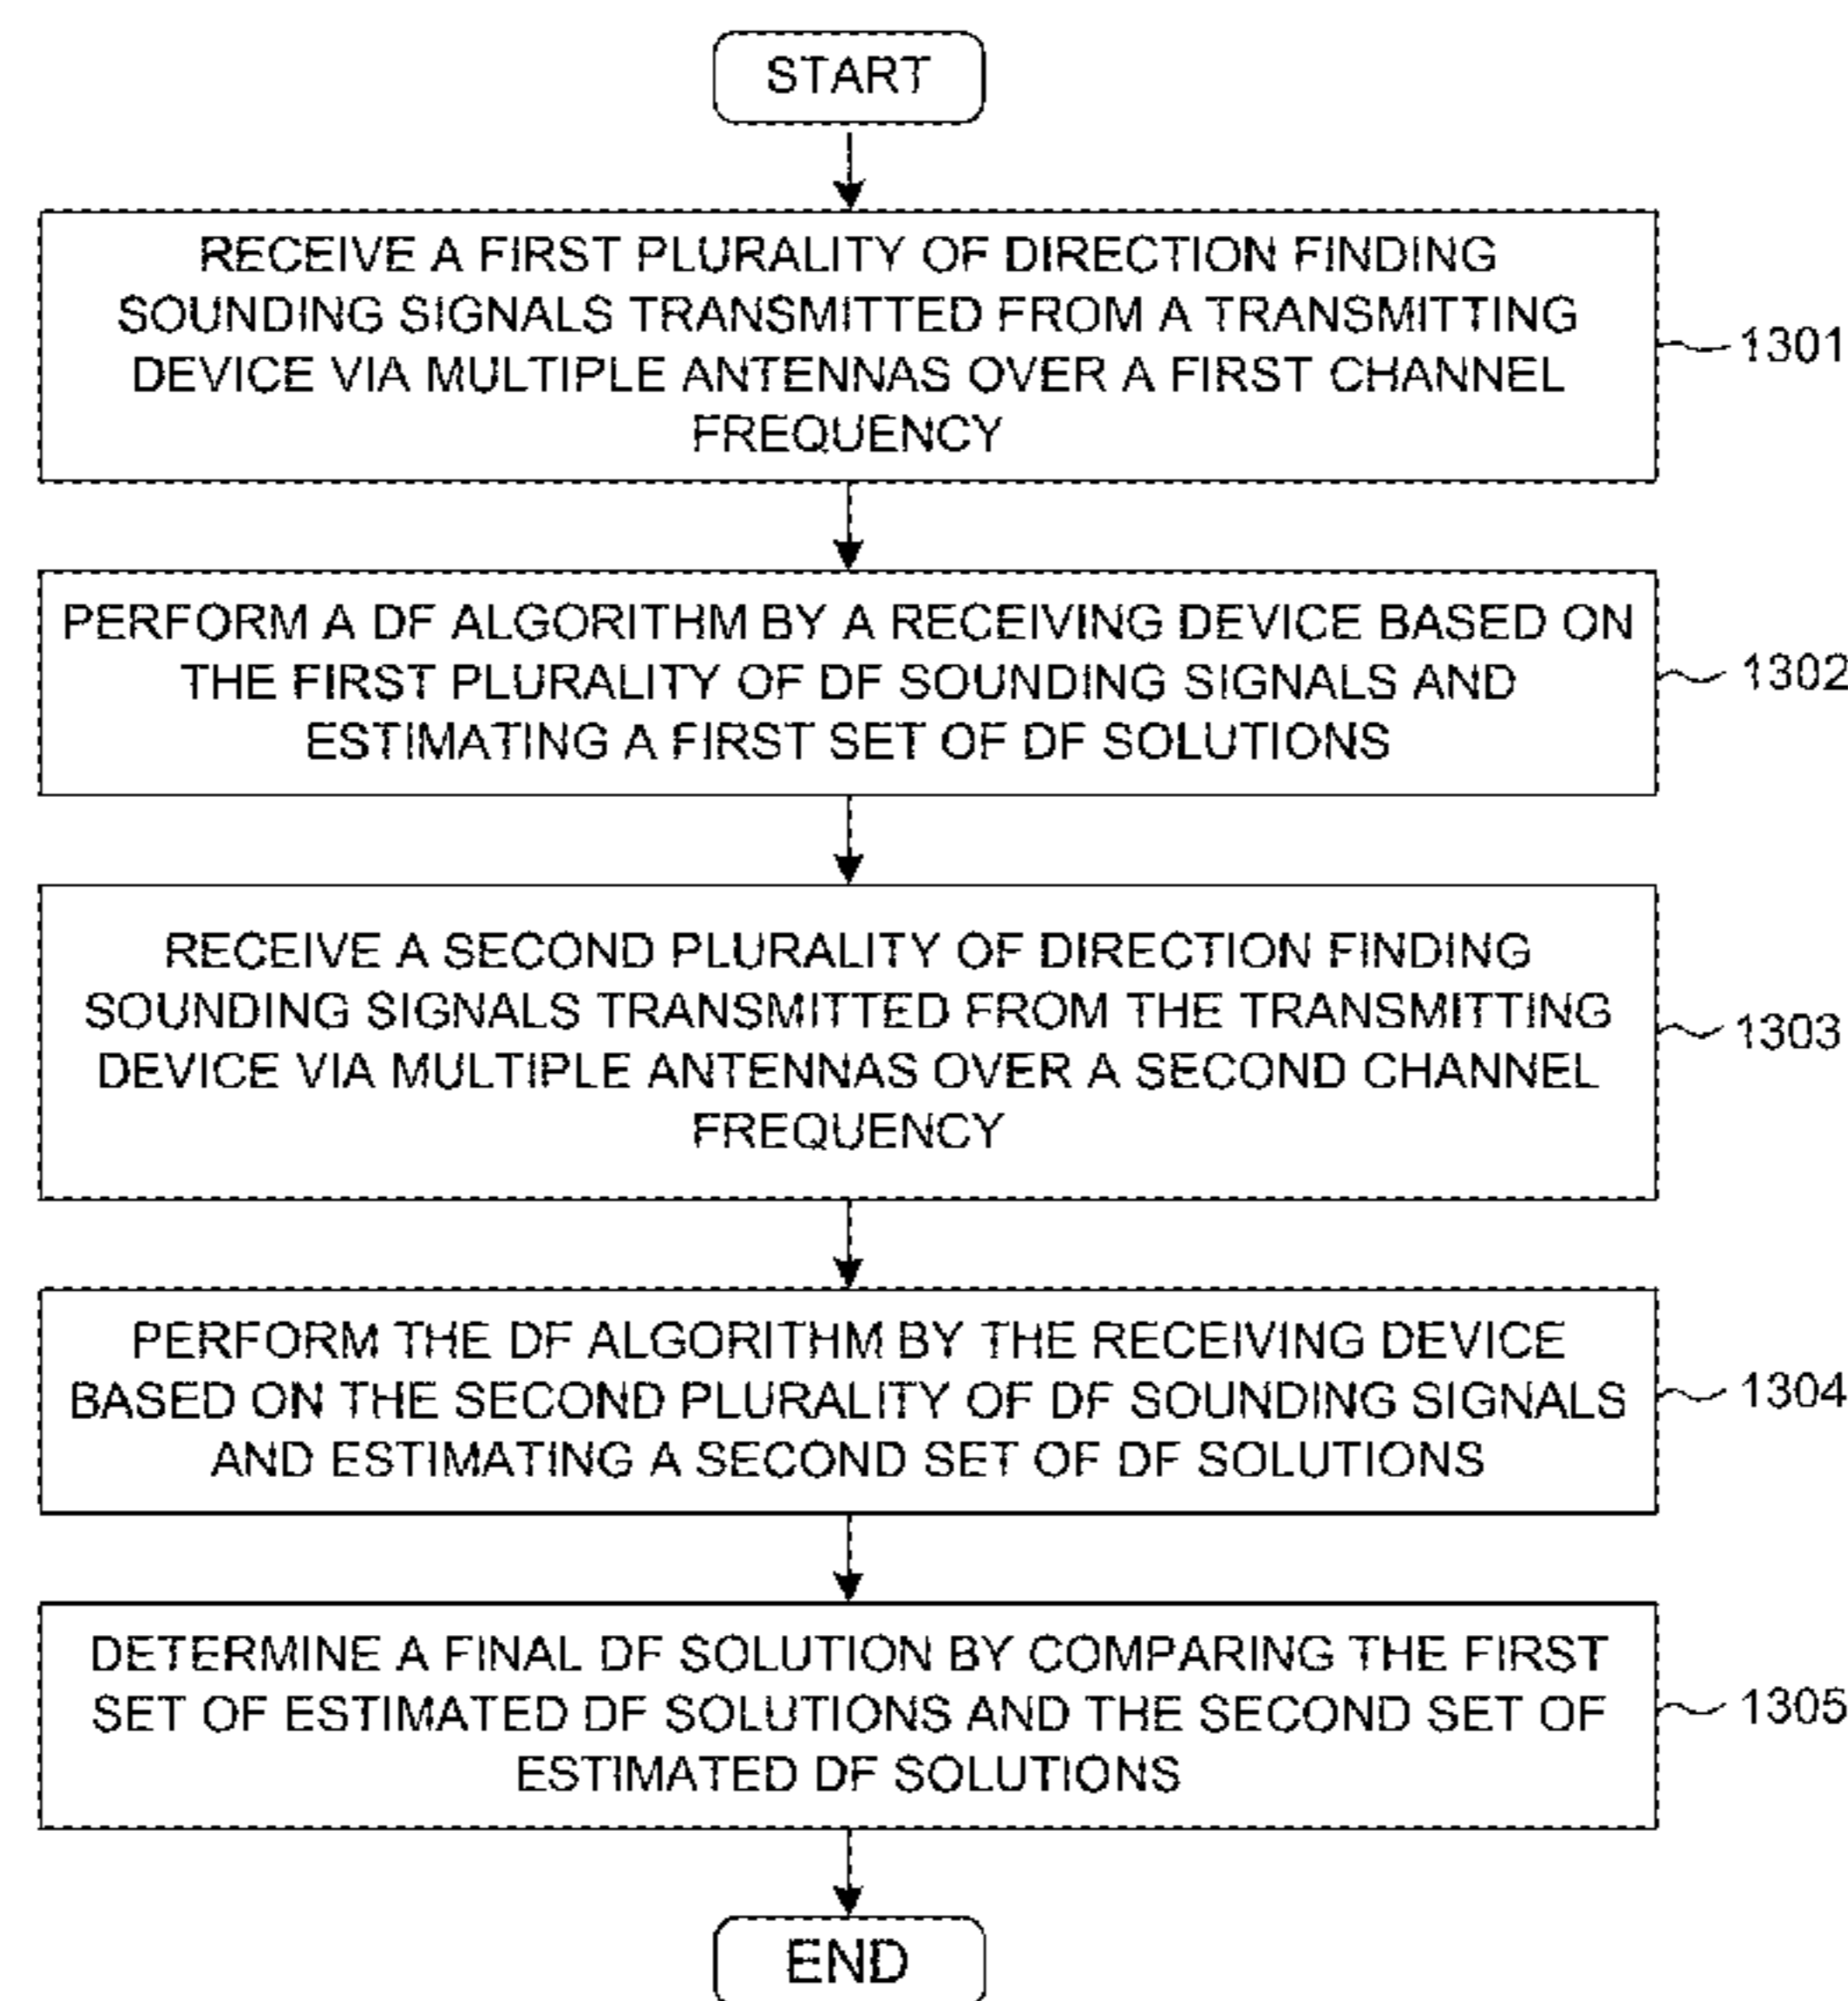 START
RECEIVE A FIRST PLURALITY OF DIRECTION FINDING
SOUNDING SIGNALS TRANSMITTED FROM A TRANSMITTING
DEVICE VIA MULTIPLE ANTENNAS OVER A FIRST CHANNEL
FREQUENCY
1301
PERFORM A DF ALGORITHM BY A RECEIVING DEVICE BASED ON
THE FIRST PLURALITY OF DF SOUNDING SIGNALS AND
ESTIMATING A FIRST SET OF DF SOLUTIONS
1302
RECEIVE A SECOND PLURALITY OF DIRECTION FINDING
SOUNDING SIGNALS TRANSMITTED FROM THE TRANSMITTING
DEVICE VIA MULTIPLE ANTENNAS OVER A SECOND CHANNEL
FREQUENCY
1303
PERFORM THE DF ALGORITHM BY THE RECEIVING DEVICE
BASED ON THE SECOND PLURALITY OF DF SOUNDING SIGNALS
AND ESTIMATING A SECOND SET OF DF SOLUTIONS
1304
DETERMINE A FINAL DF SOLUTION BY COMPARING THE FIRST
SET OF ESTIMATED DF SOLUTIONS AND THE SECOND SET OF
ESTIMATED DF SOLUTIONS
1305
END